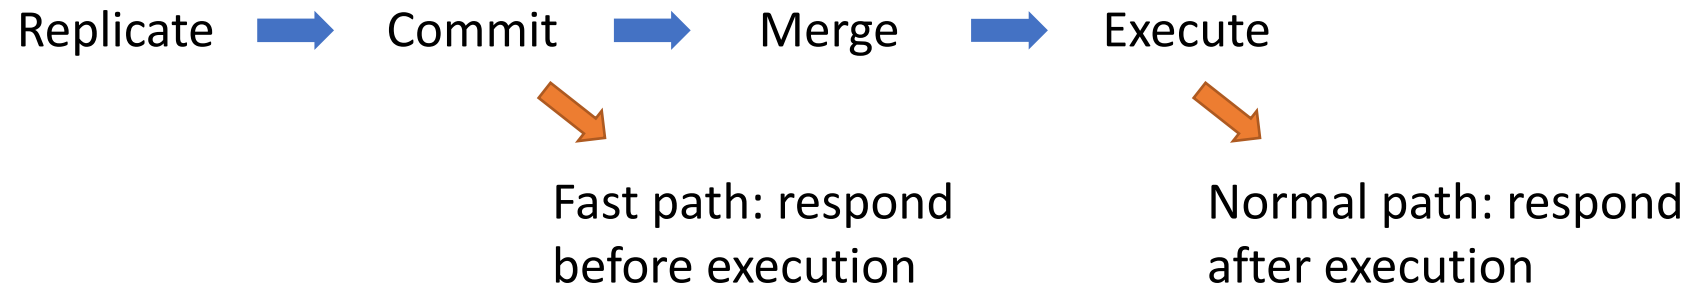 Replicate Commit Merge Execute
Fast path: respond
before execution
Normal path: respond
after execution